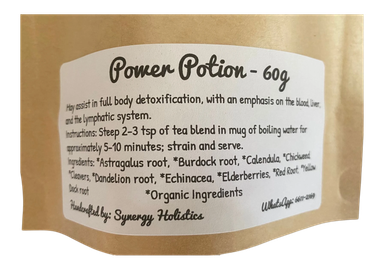 Power Potion - 60g
May assist in full body detoxification, with an emphasis on the blood, liver,
and the lymphatic system.
Instructions: Steep 2-3 tsp of tea blend in mug of boiling water for
approximately 5-10 minutes; strain and serve.
Ingredients: *Astragalus root, *Burdock root, *Calendula, *Chickweed,
*Cleavers, *Dandelion root, *Echinacea, *Elderberries, *Red Root, *Yellow
Dock root
*Organic Ingredients
Handcrafted by: Synergy Holistics
WhatsApp: